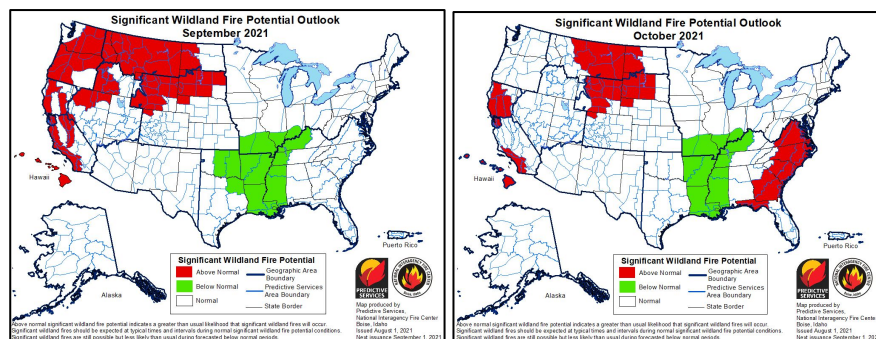 Significant Wildland Fire Potential Outlook
September 2021
Hawaii
Alaska
Puerto Rico
Significant Wildland Fire Potential
Above Normal
Below Normal
Normal
Geographic Area
Boundary
Predictive Services
Area Boundary
State Border
PREDICTIVE
SERVICES
Map produced by
Predictive Services,
National Interagency Fire Center
Boise, Idaho
Issued August 1, 2021
Next issuance September 1, 2021
Above normal significant wildland fire potential indicates a greater than usual likelihood that significant wildland fires will occur.
Significant wildland fires should be expected at typical times and intervals during normal significant wildland fire potential conditions.
Significant wildland fires are still possible but less likely than usual during forecasted below normal periods.
Significant Wildland Fire Potential Outlook
October 2021
Hawaii
Alaska
Puerto Rico
Significant Wildland Fire Potential
Above Normal
Below Normal
Normal
Geographic Area
Boundary
Predictive Services
Area Boundary
State Border
PREDICTIVE
SERVICES
Map produced by
Predictive Services,
National Interagency Fire Center
Boise, Idaho
Issued August 1, 2021
Next issuance September 1, 2021
Above normal significant wildland fire potential indicates a greater than usual likelihood that significant wildland fires will occur.
Significant wildland fires should be expected at typical times and intervals during normal significant wildland fire potential conditions.
Significant wildland fires are still possible but less likely than usual during forecasted below normal periods.